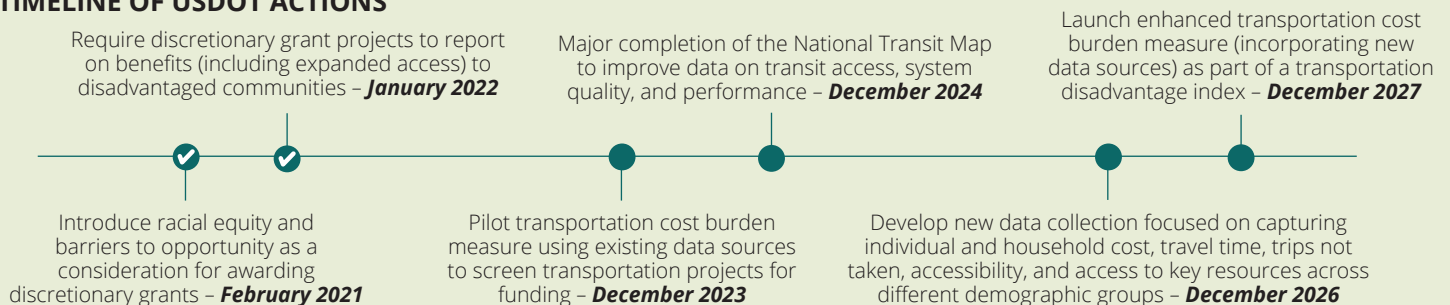 TIMELINE OF USDOT ACTIONS
Require discretionary grant projects to report
on benefits (including expanded access) to
disadvantaged communities – January 2022
Major completion of the National Transit Map
to improve data on transit access, system
quality, and performance – December 2024
Launch enhanced transportation cost
burden measure (incorporating new
data sources) as part of a transportation
disadvantage index – December 2027
Introduce racial equity and
barriers to opportunity as a
consideration for awarding
discretionary grants – February 2021
Pilot transportation cost burden
measure using existing data sources
to screen transportation projects for
funding – December 2023
Develop new data collection focused on capturing
individual and household cost, travel time, trips not
taken, accessibility, and access to key resources across
different demographic groups – December 2026